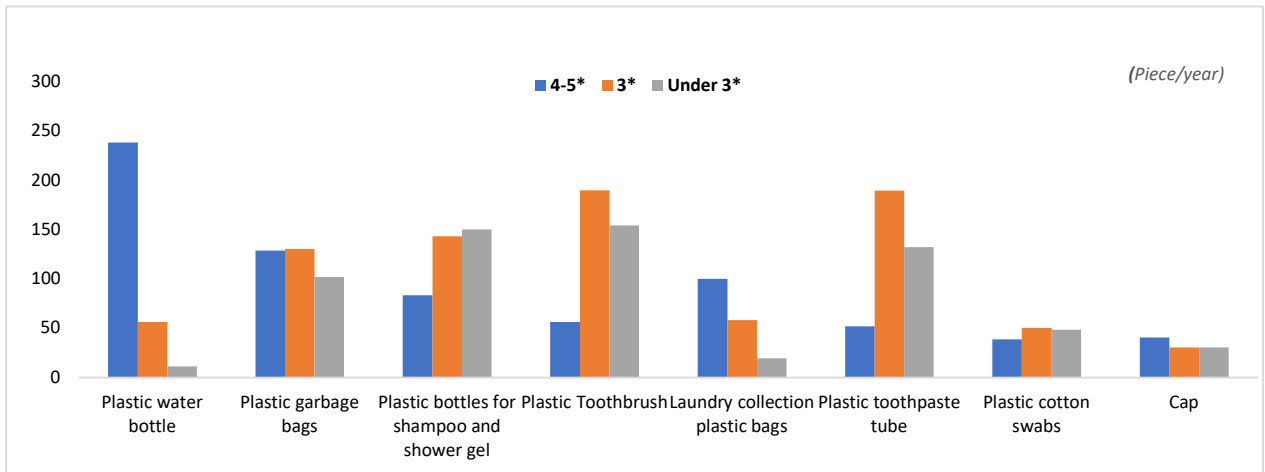 (Piece/year)
4-5* 3* Under 3*
300
250
200
150
100
50
0
Plastic water
bottle
Plastic garbage
bags
Plastic bottles for
shampoo and
shower gel
Plastic Toothbrush
Laundry collection
plastic bags
Plastic toothpaste
tube
Plastic cotton
swabs
Cap